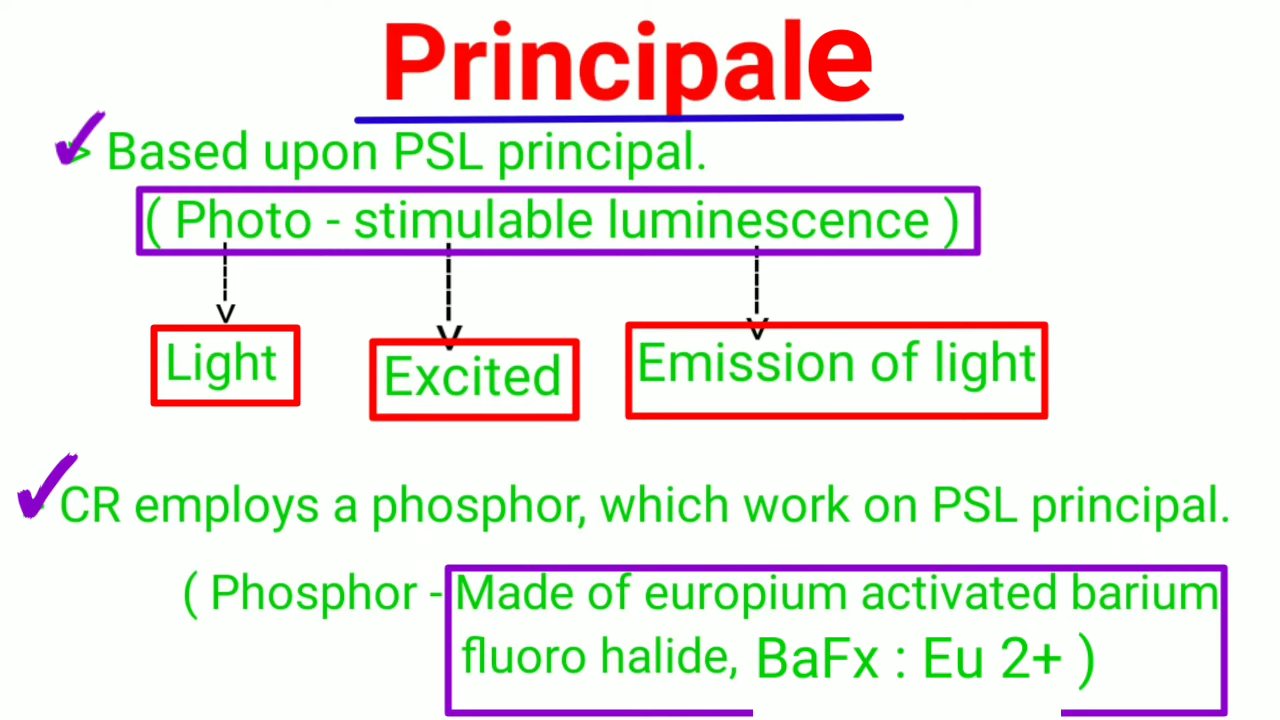 Principale
> Based upon PSL principal.
( Photo - stimulable luminescence )
Light Excited Emission of light
CR employs a phosphor, which work on PSL principal.
( Phosphor - Made of europium activated barium
fluoro halide, BaFx : Eu 2+ )